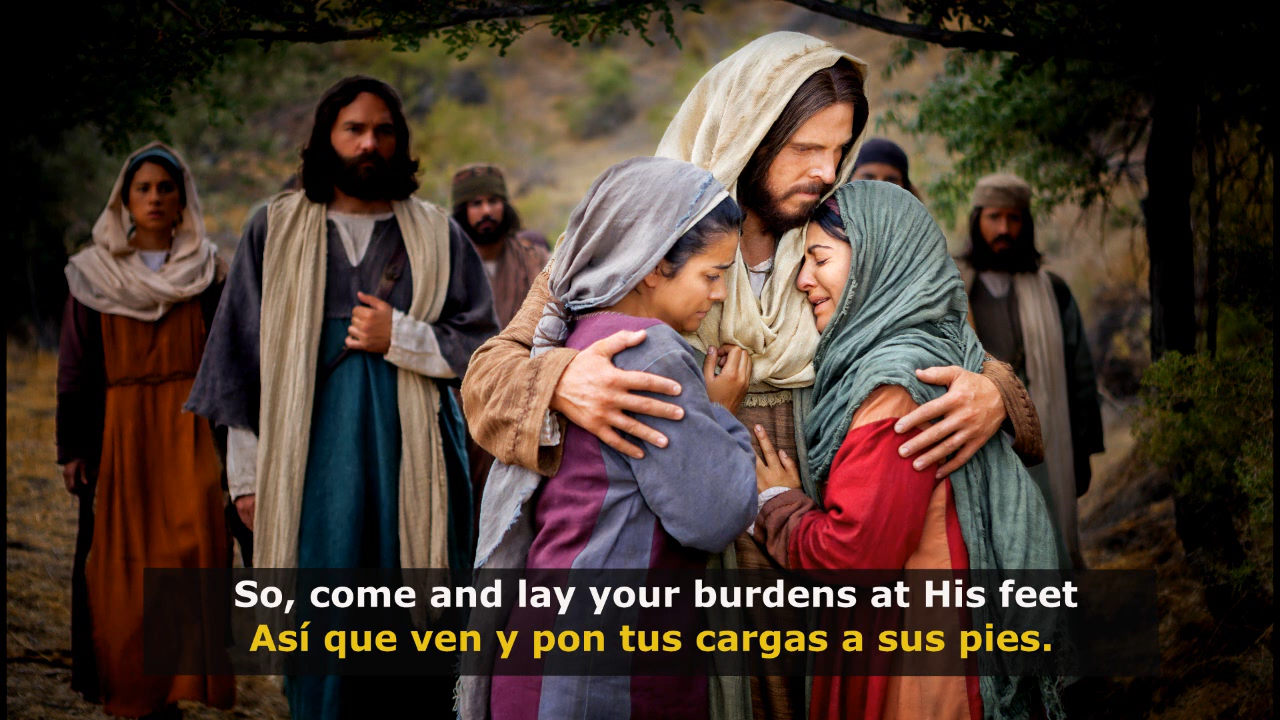 So, come and lay your burdens at His feet
Así que ven y pon tus cargas a sus pies.